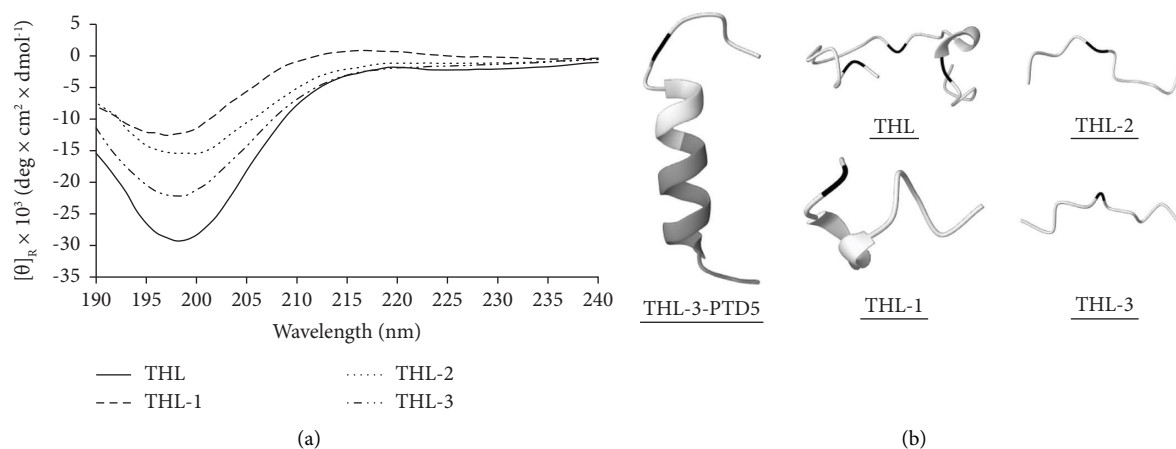 5
0
-5
-10
-15
-20
-25
-30
-35
[θ]R × 10³ (deg × cm² × dmol⁻¹)
190 195 200 205 210 215 220 225 230 235 240
Wavelength (nm)
THL THL-2
THL-1 THL-3
(a)
THL THL-2
THL-3-PTD5 THL-1 THL-3
(b)